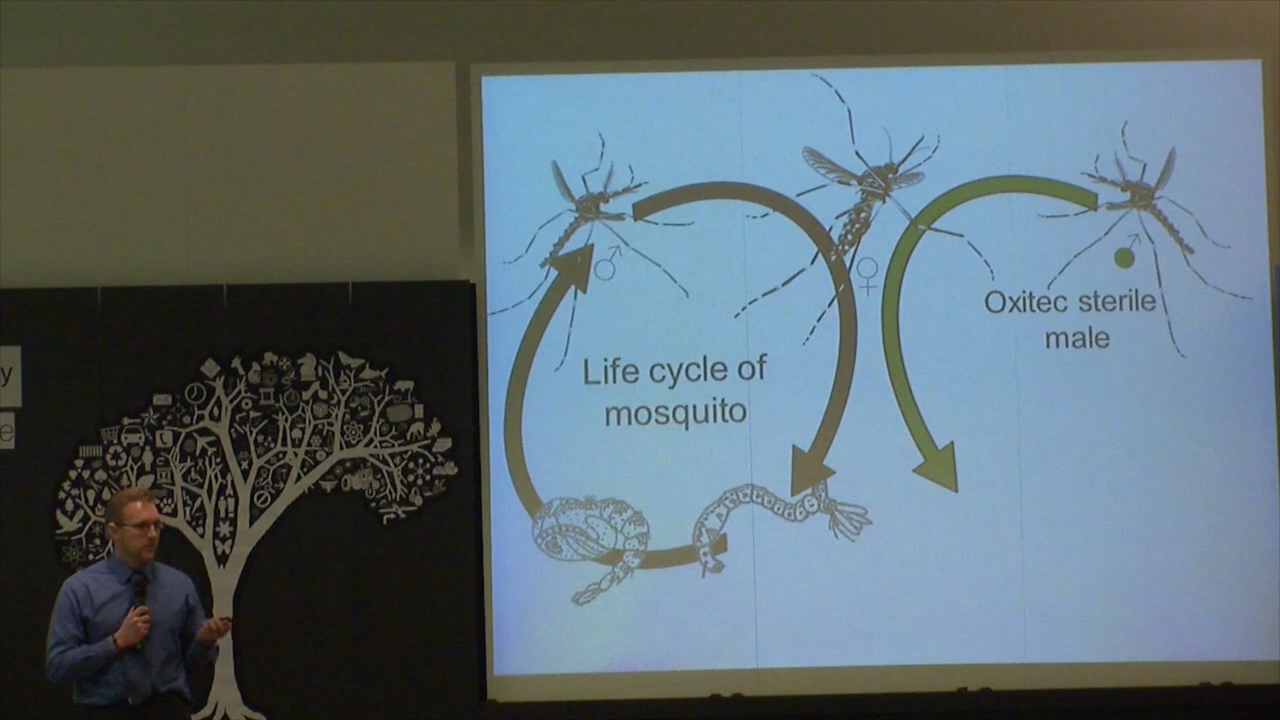 y
e
♂
♀
♂
Oxitec sterile
male
Life cycle of
mosquito